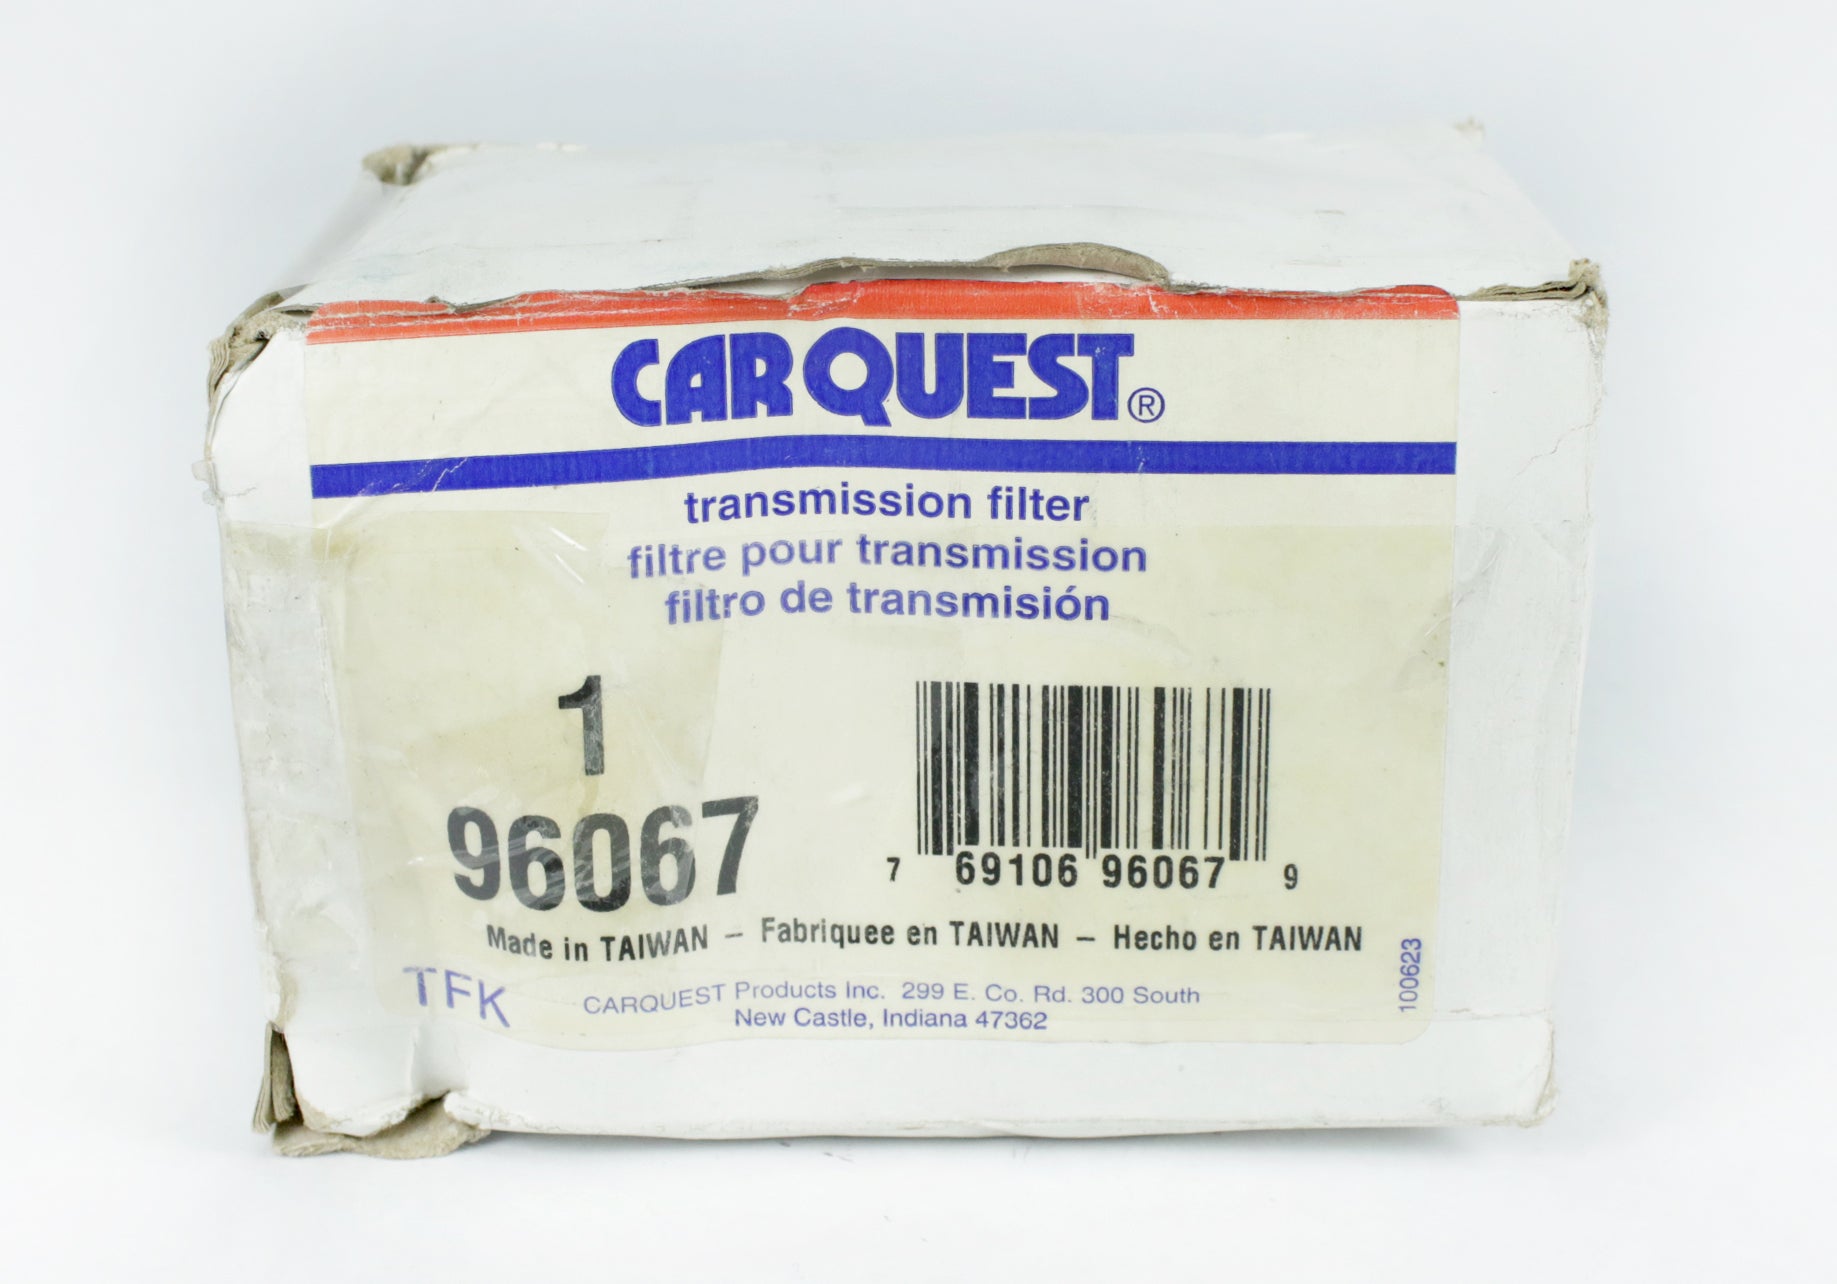 CARQUEST®
transmission filter
filtre pour transmission
filtro de transmisión
1
96067
7 69106 96067 9
Made in TAIWAN – Fabriquee en TAIWAN – Hecho en TAIWAN
TFK
CARQUEST Products Inc. 299 E. Co. Rd. 300 South
New Castle, Indiana 47362
100623